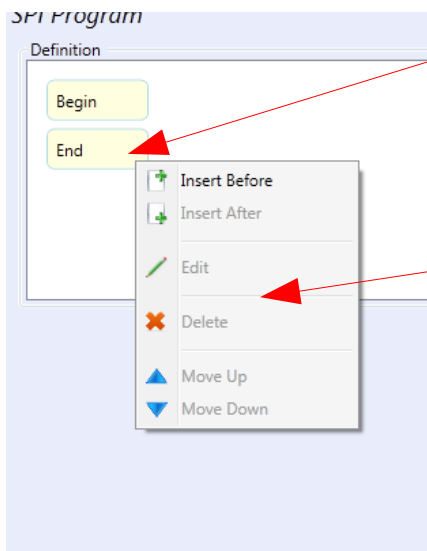 SPI Program
Definition
Begin
End
Insert Before
Insert After
Edit
Delete
Move Up
Move Down